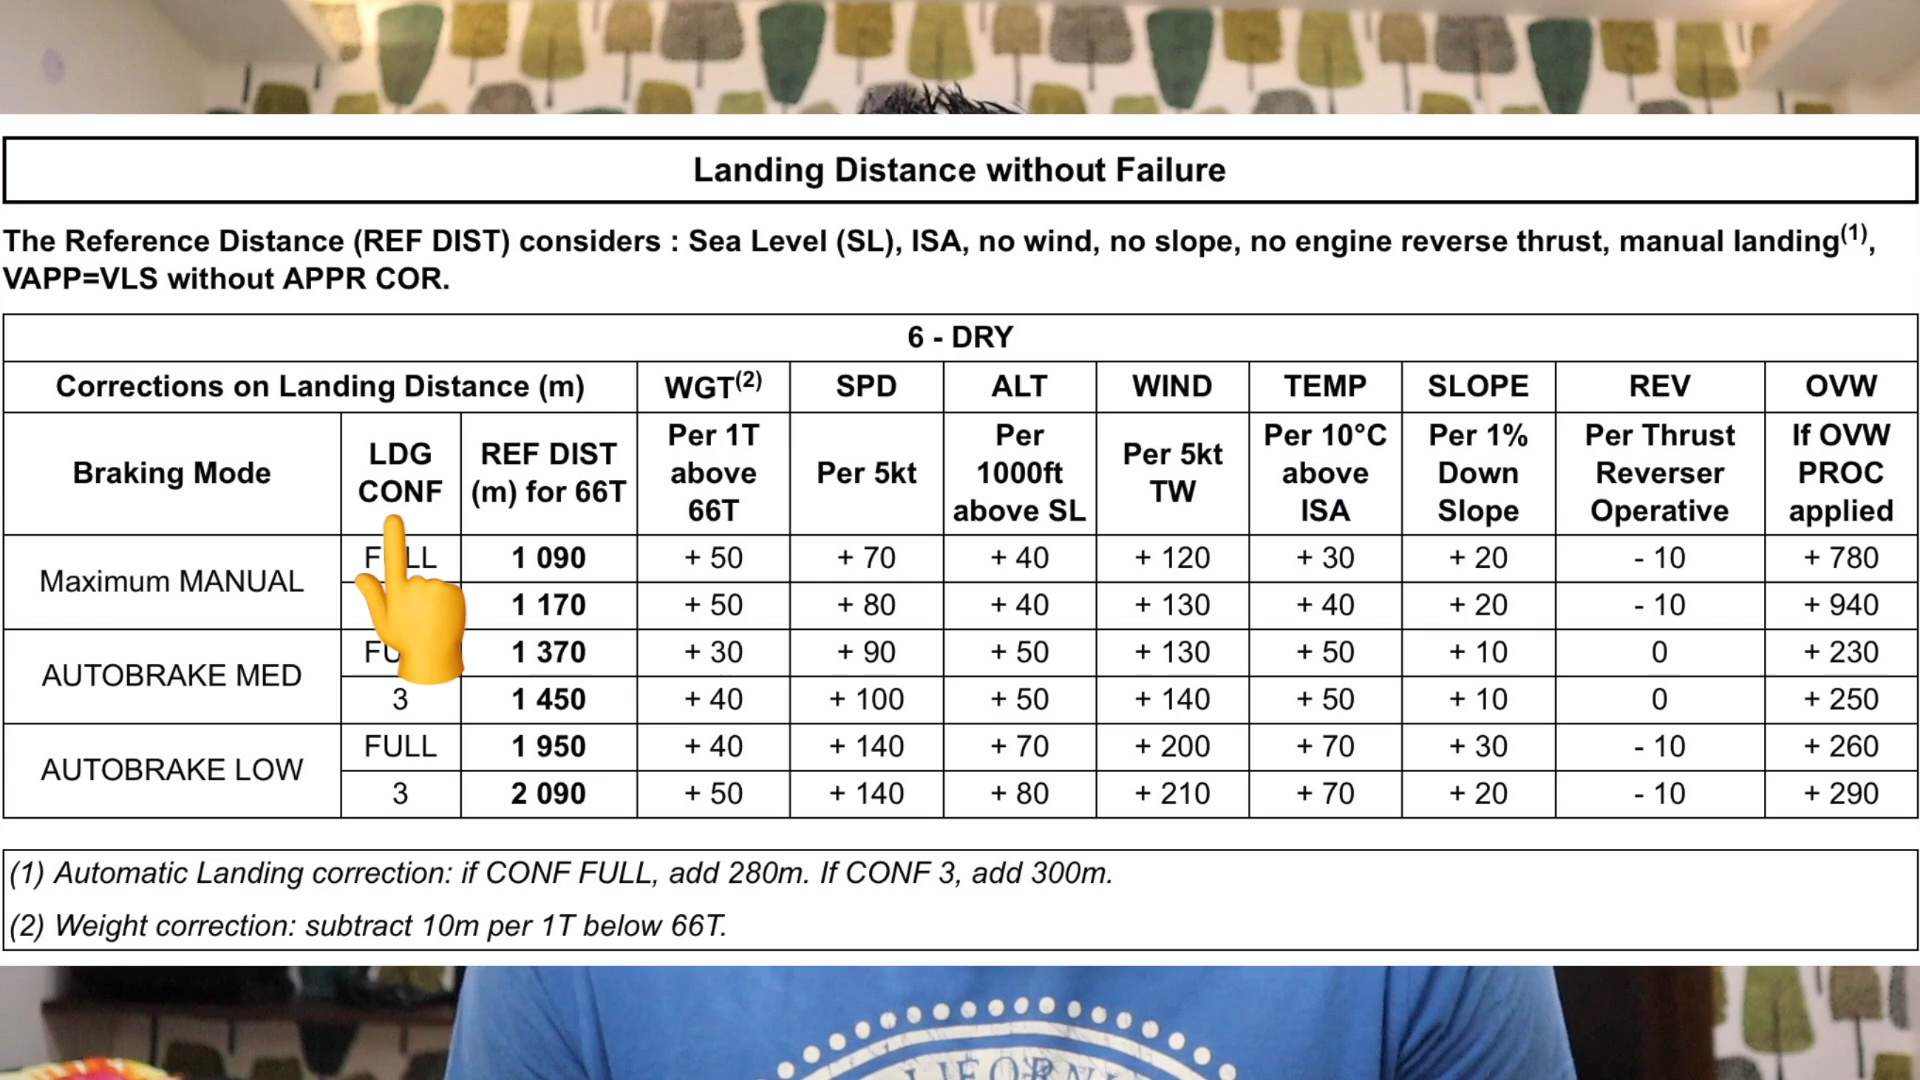 Landing Distance without Failure
The Reference Distance (REF DIST) considers : Sea Level (SL), ISA, no wind, no slope, no engine reverse thrust, manual landing(1),
VAPP=VLS without APPR COR.
6 - DRY
Corrections on Landing Distance (m) WGT(2) SPD ALT WIND TEMP SLOPE REV OVW
Braking Mode LDG CONF REF DIST (m) for 66T Per 1T above 66T Per 5kt Per 1000ft above SL Per 5kt TW Per 10°C above ISA Per 1% Down Slope Per Thrust Reverser Operative If OVW PROC applied
Maximum MANUAL FULL 1 090 + 50 + 70 + 40 + 120 + 30 + 20 - 10 + 780
1 170 + 50 + 80 + 40 + 130 + 40 + 20 - 10 + 940
AUTOBRAKE MED 1 370 + 30 + 90 + 50 + 130 + 50 + 10 0 + 230
3 1 450 + 40 + 100 + 50 + 140 + 50 + 10 0 + 250
AUTOBRAKE LOW FULL 1 950 + 40 + 140 + 70 + 200 + 70 + 30 - 10 + 260
3 2 090 + 50 + 140 + 80 + 210 + 70 + 20 - 10 + 290
(1) Automatic Landing correction: if CONF FULL, add 280m. If CONF 3, add 300m.
(2) Weight correction: subtract 10m per 1T below 66T.